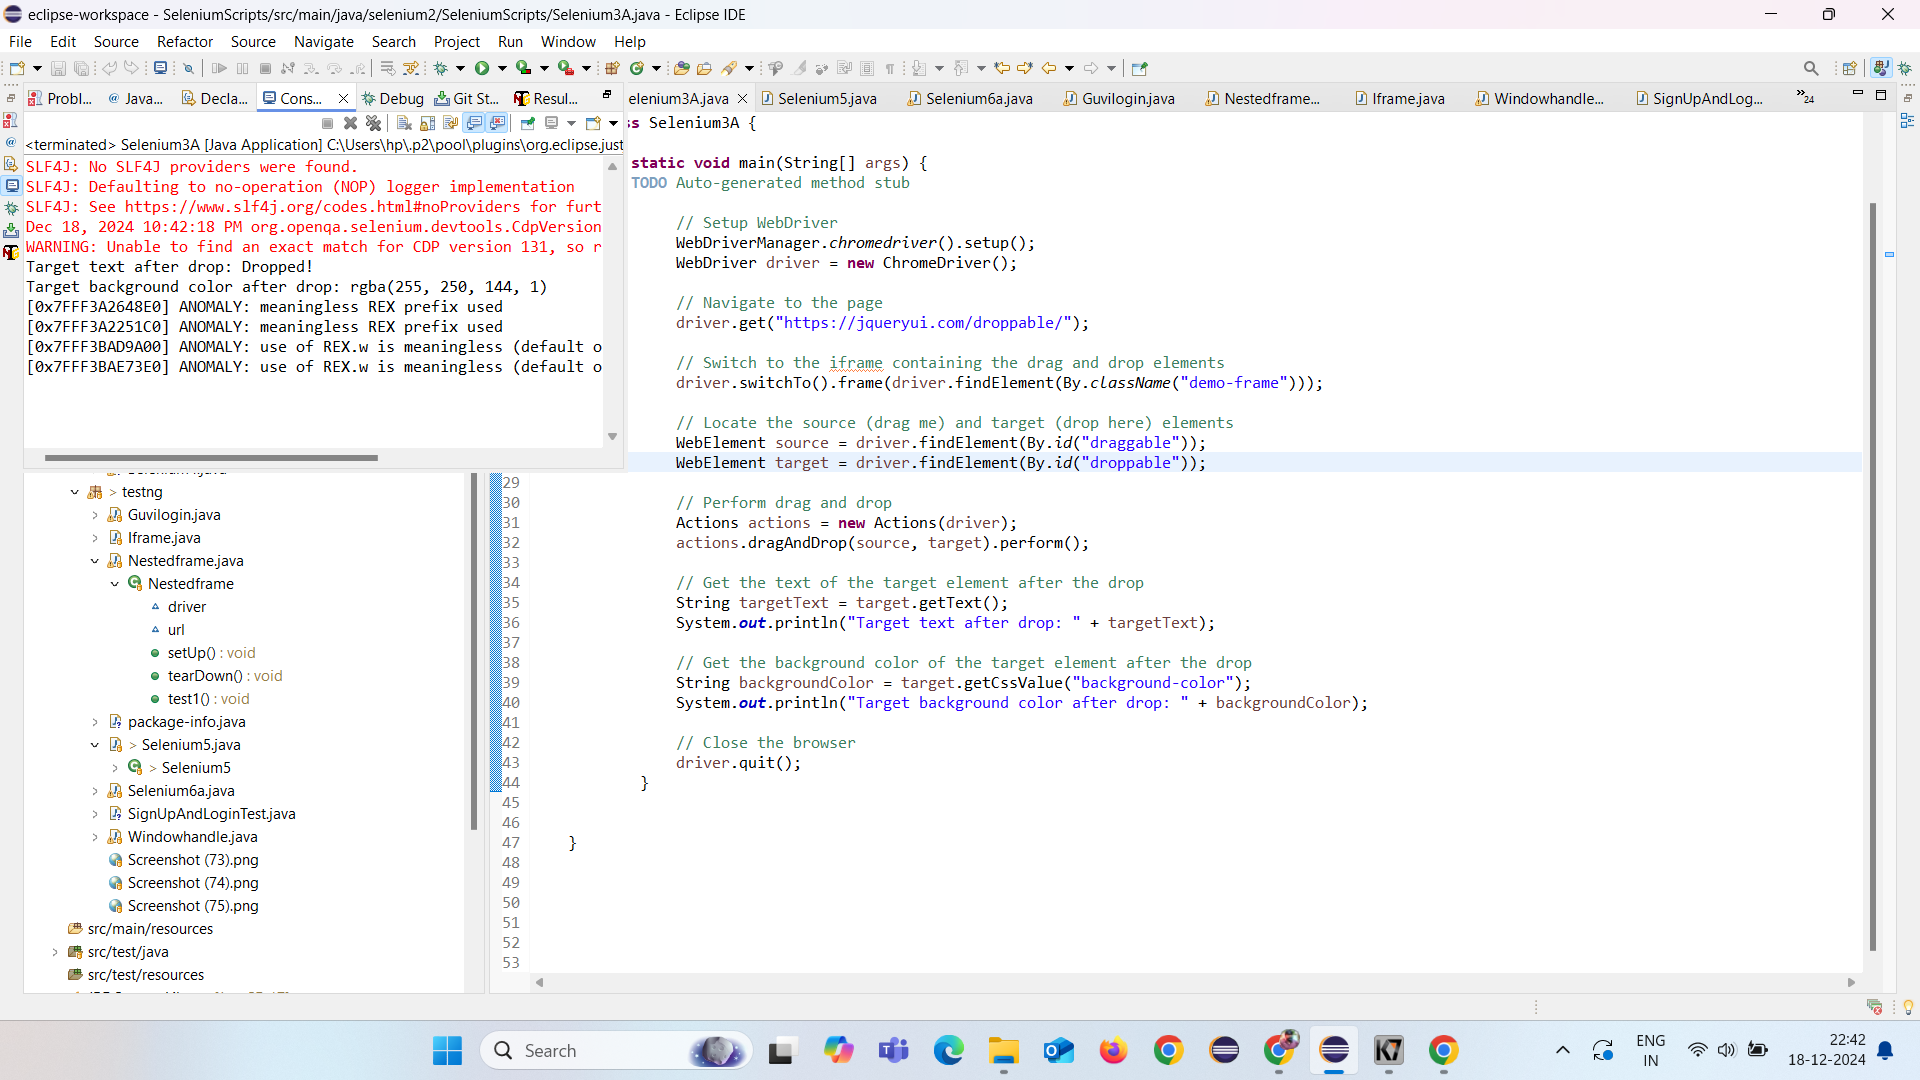 eclipse-workspace - SeleniumScripts/src/main/java/selenium2/SeleniumScripts/Selenium3A.java - Eclipse IDE
File Edit Source Refactor Source Navigate Search Project Run Window Help
Probl... Java... Decla... Cons... Debug Git St... Resul...
<terminated> Selenium3A [Java Application] C:\Users\hp\.p2\pool\plugins\org.eclipse.just
SLF4J: No SLF4J providers were found.
SLF4J: Defaulting to no-operation (NOP) logger implementation
SLF4J: See https://www.slf4j.org/codes.html#noProviders for furt
Dec 18, 2024 10:42:18 PM org.openqa.selenium.devtools.CdpVersion
WARNING: Unable to find an exact match for CDP version 131, so r
Target text after drop: Dropped!
Target background color after drop: rgba(255, 250, 144, 1)
[0x7FFF3A2648E0] ANOMALY: meaningless REX prefix used
[0x7FFF3A2251C0] ANOMALY: meaningless REX prefix used
[0x7FFF3BAD9A00] ANOMALY: use of REX.w is meaningless (default o
[0x7FFF3BAE73E0] ANOMALY: use of REX.w is meaningless (default o
> testng
Guvilogin.java
Iframe.java
Nestedframe.java
Nestedframe
driver
url
setUp() : void
tearDown() : void
test1() : void
package-info.java
> Selenium5.java
> Selenium5
Selenium6a.java
SignUpAndLoginTest.java
Windowhandle.java
Screenshot (73).png
Screenshot (74).png
Screenshot (75).png
src/main/resources
src/test/java
src/test/resources
elenium3A.java Selenium5.java Selenium6a.java Guvilogin.java Nestedframe... Iframe.java Windowhandle... SignUpAndLog... »24
ss Selenium3A {
static void main(String[] args) {
TODO Auto-generated method stub
// Setup WebDriver
WebDriverManager.chromedriver().setup();
WebDriver driver = new ChromeDriver();
// Navigate to the page
driver.get("https://jqueryui.com/droppable/");
// Switch to the iframe containing the drag and drop elements
driver.switchTo().frame(driver.findElement(By.className("demo-frame")));
// Locate the source (drag me) and target (drop here) elements
WebElement source = driver.findElement(By.id("draggable"));
WebElement target = driver.findElement(By.id("droppable"));
29
30 // Perform drag and drop
31 Actions actions = new Actions(driver);
32 actions.dragAndDrop(source, target).perform();
33
34 // Get the text of the target element after the drop
35 String targetText = target.getText();
36 System.out.println("Target text after drop: " + targetText);
37
38 // Get the background color of the target element after the drop
39 String backgroundColor = target.getCssValue("background-color");
40 System.out.println("Target background color after drop: " + backgroundColor);
41
42 // Close the browser
43 driver.quit();
44 }
45
46
47 }
48
49
50
51
52
53
Search
ENG
IN
22:42
18-12-2024